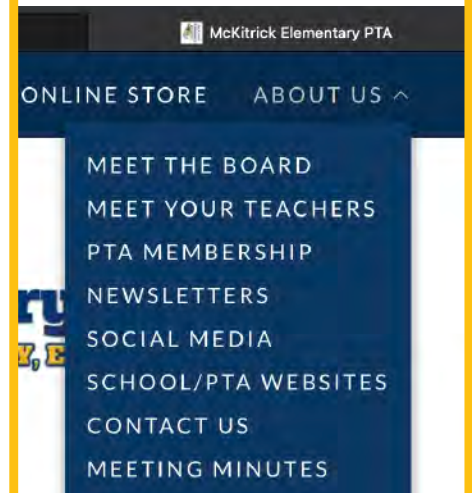 McKitrick Elementary PTA
ONLINE STORE ABOUT US
MEET THE BOARD
MEET YOUR TEACHERS
PTA MEMBERSHIP
NEWSLETTERS
ry
SOCIAL MEDIA
Y, E
SCHOOL/PTA WEBSITES
CONTACT US
MEETING MINUTES